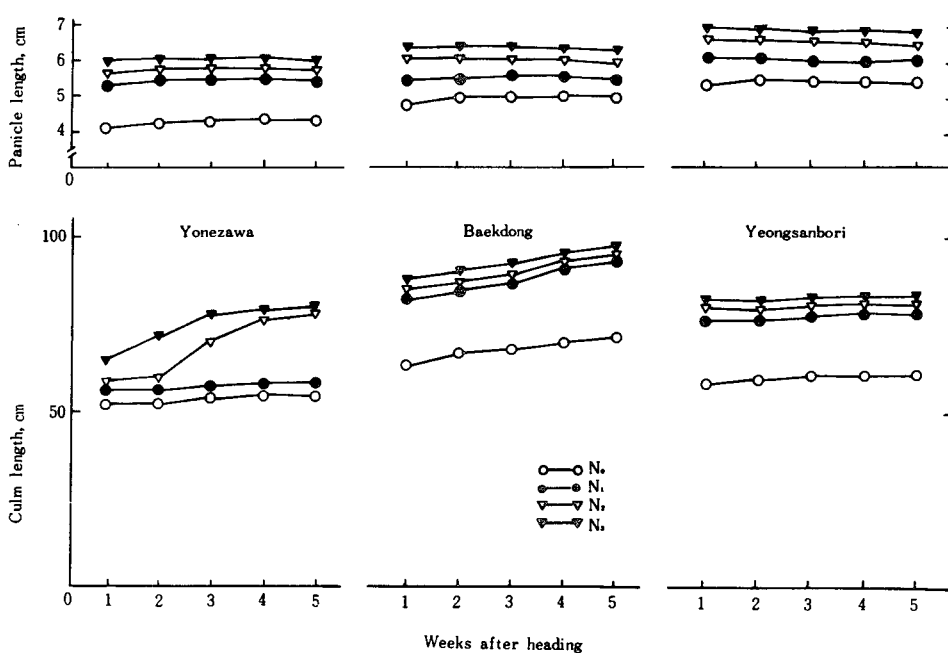 Panicle length, cm
7
6
5
4
0
Culm length, cm
100
50
0
Yonezawa
Baekdong
Yeongsanbori
N₀
N₁
N₂
N₃
1 2 3 4 5
1 2 3 4 5
1 2 3 4 5
Weeks after heading